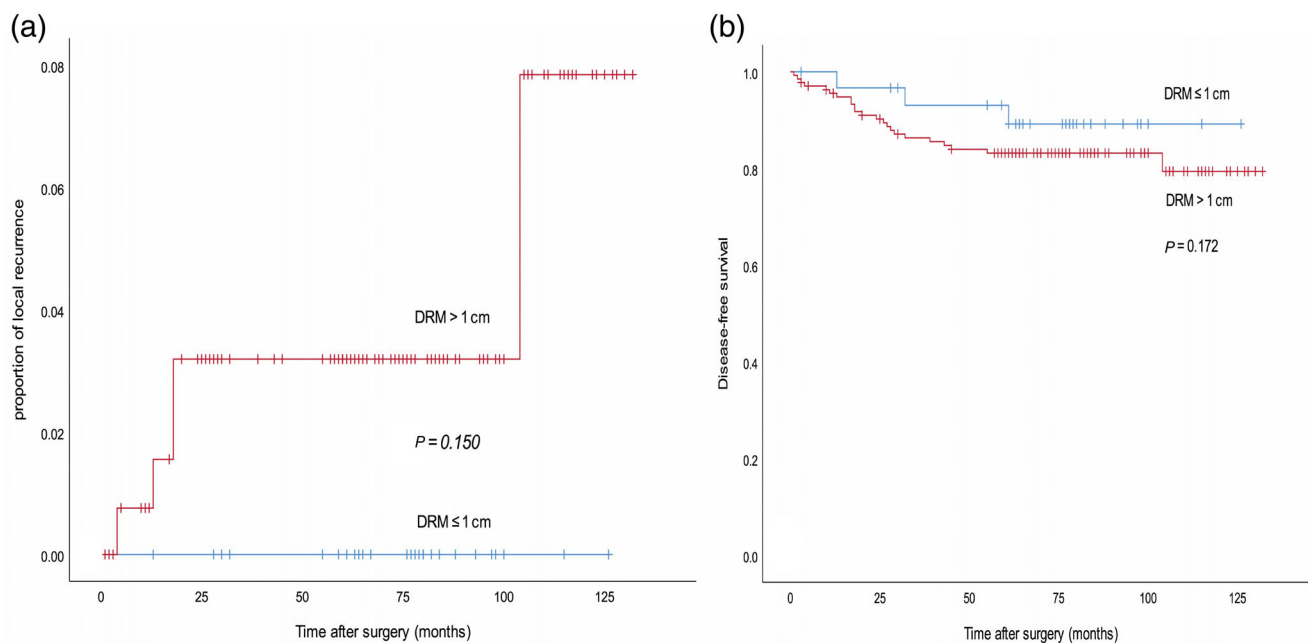 (a)
proportion of local recurrence
0.08
0.06
0.04
0.02
0.00
DRM > 1 cm
P = 0.150
DRM ≤ 1 cm
0
25
50
75
100
125
Time after surgery (months)
(b)
Disease-free survival
1.0
0.8
0.6
0.4
0.2
0.0
DRM ≤ 1 cm
DRM > 1 cm
P = 0.172
0
25
50
75
100
125
Time after surgery (months)